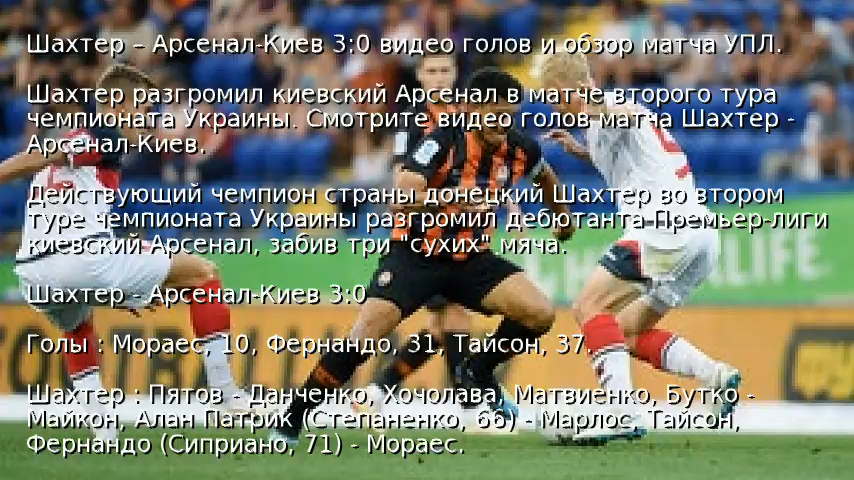 Шахтер – Арсенал-Киев 3:0 видео голов и обзор матча УПЛ.
Шахтер разгромил киевский Арсенал в матче второго тура
чемпионата Украины. Смотрите видео голов матча Шахтер -
Арсенал-Киев.
Действующий чемпион страны донецкий Шахтер во втором
туре чемпионата Украины разгромил дебютанта Премьер-лиги
киевский Арсенал, забив три "сухих" мяча.
Шахтер - Арсенал-Киев 3:0
Голы : Мораес, 10, Фернандо, 31, Тайсон, 37.
Шахтер : Пятов - Данченко, Хочолава, Матвиенко, Бутко -
Майкон, Алан Патрик (Степаненко, 66) - Марлос, Тайсон,
Фернандо (Сиприано, 71) - Мораес.